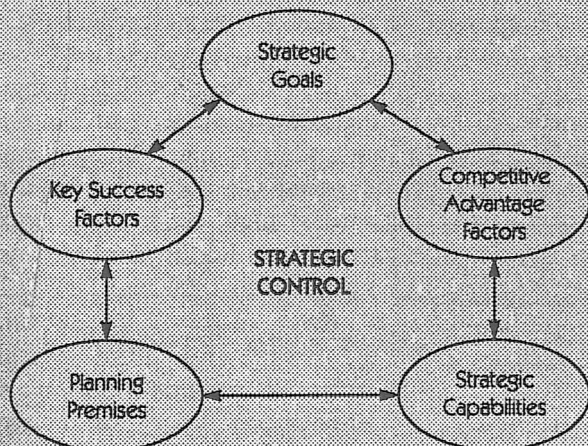 Strategic
Goals
Key Success
Factors
Competitive
Advantage
Factors
STRATEGIC
CONTROL
Planning
Premises
Strategic
Capabilities